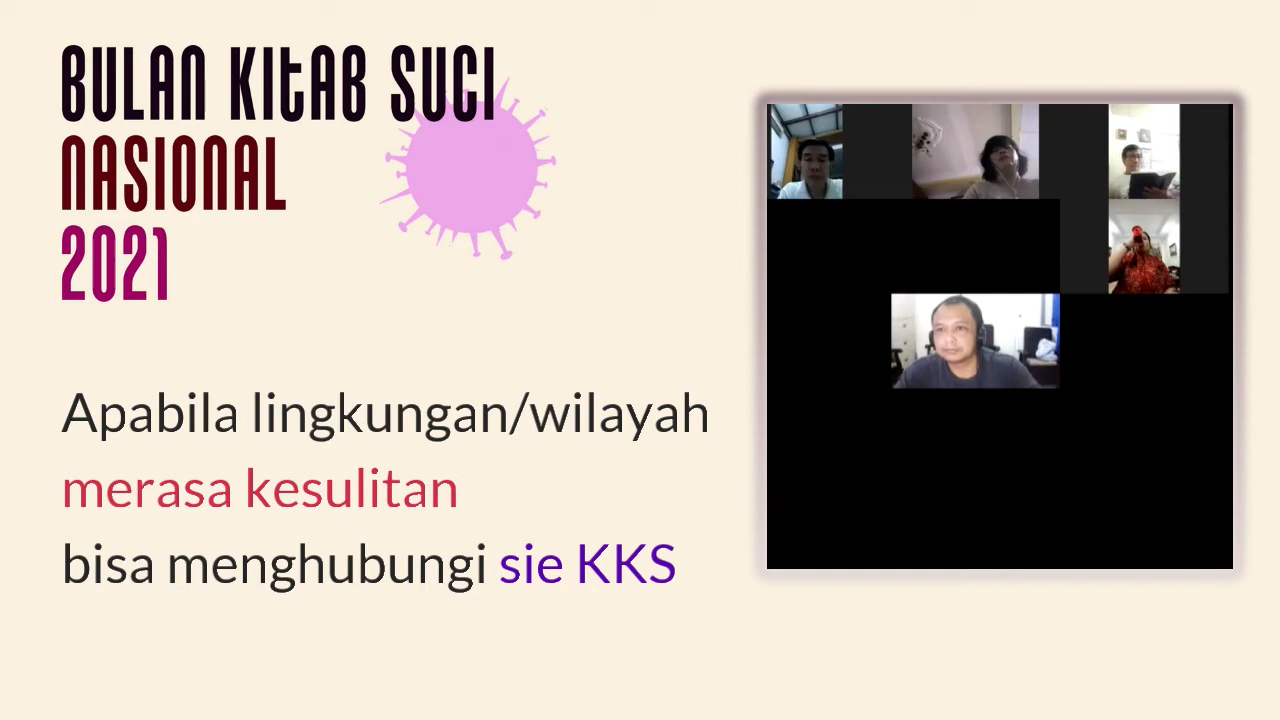 BULAN KItAB SUCI
NASIONAL
2021
Apabila lingkungan/wilayah
merasa kesulitan
bisa menghubungi sie KKS